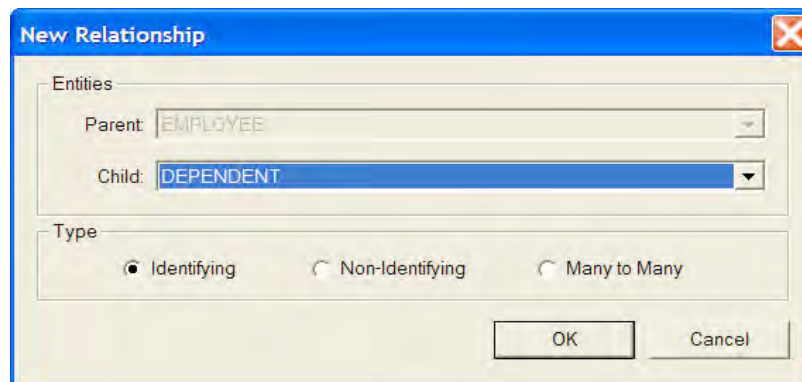 New Relationship
Entities
Parent: EMPLOYEE
Child: DEPENDENT
Type
Identifying Non-Identifying Many to Many
OK Cancel